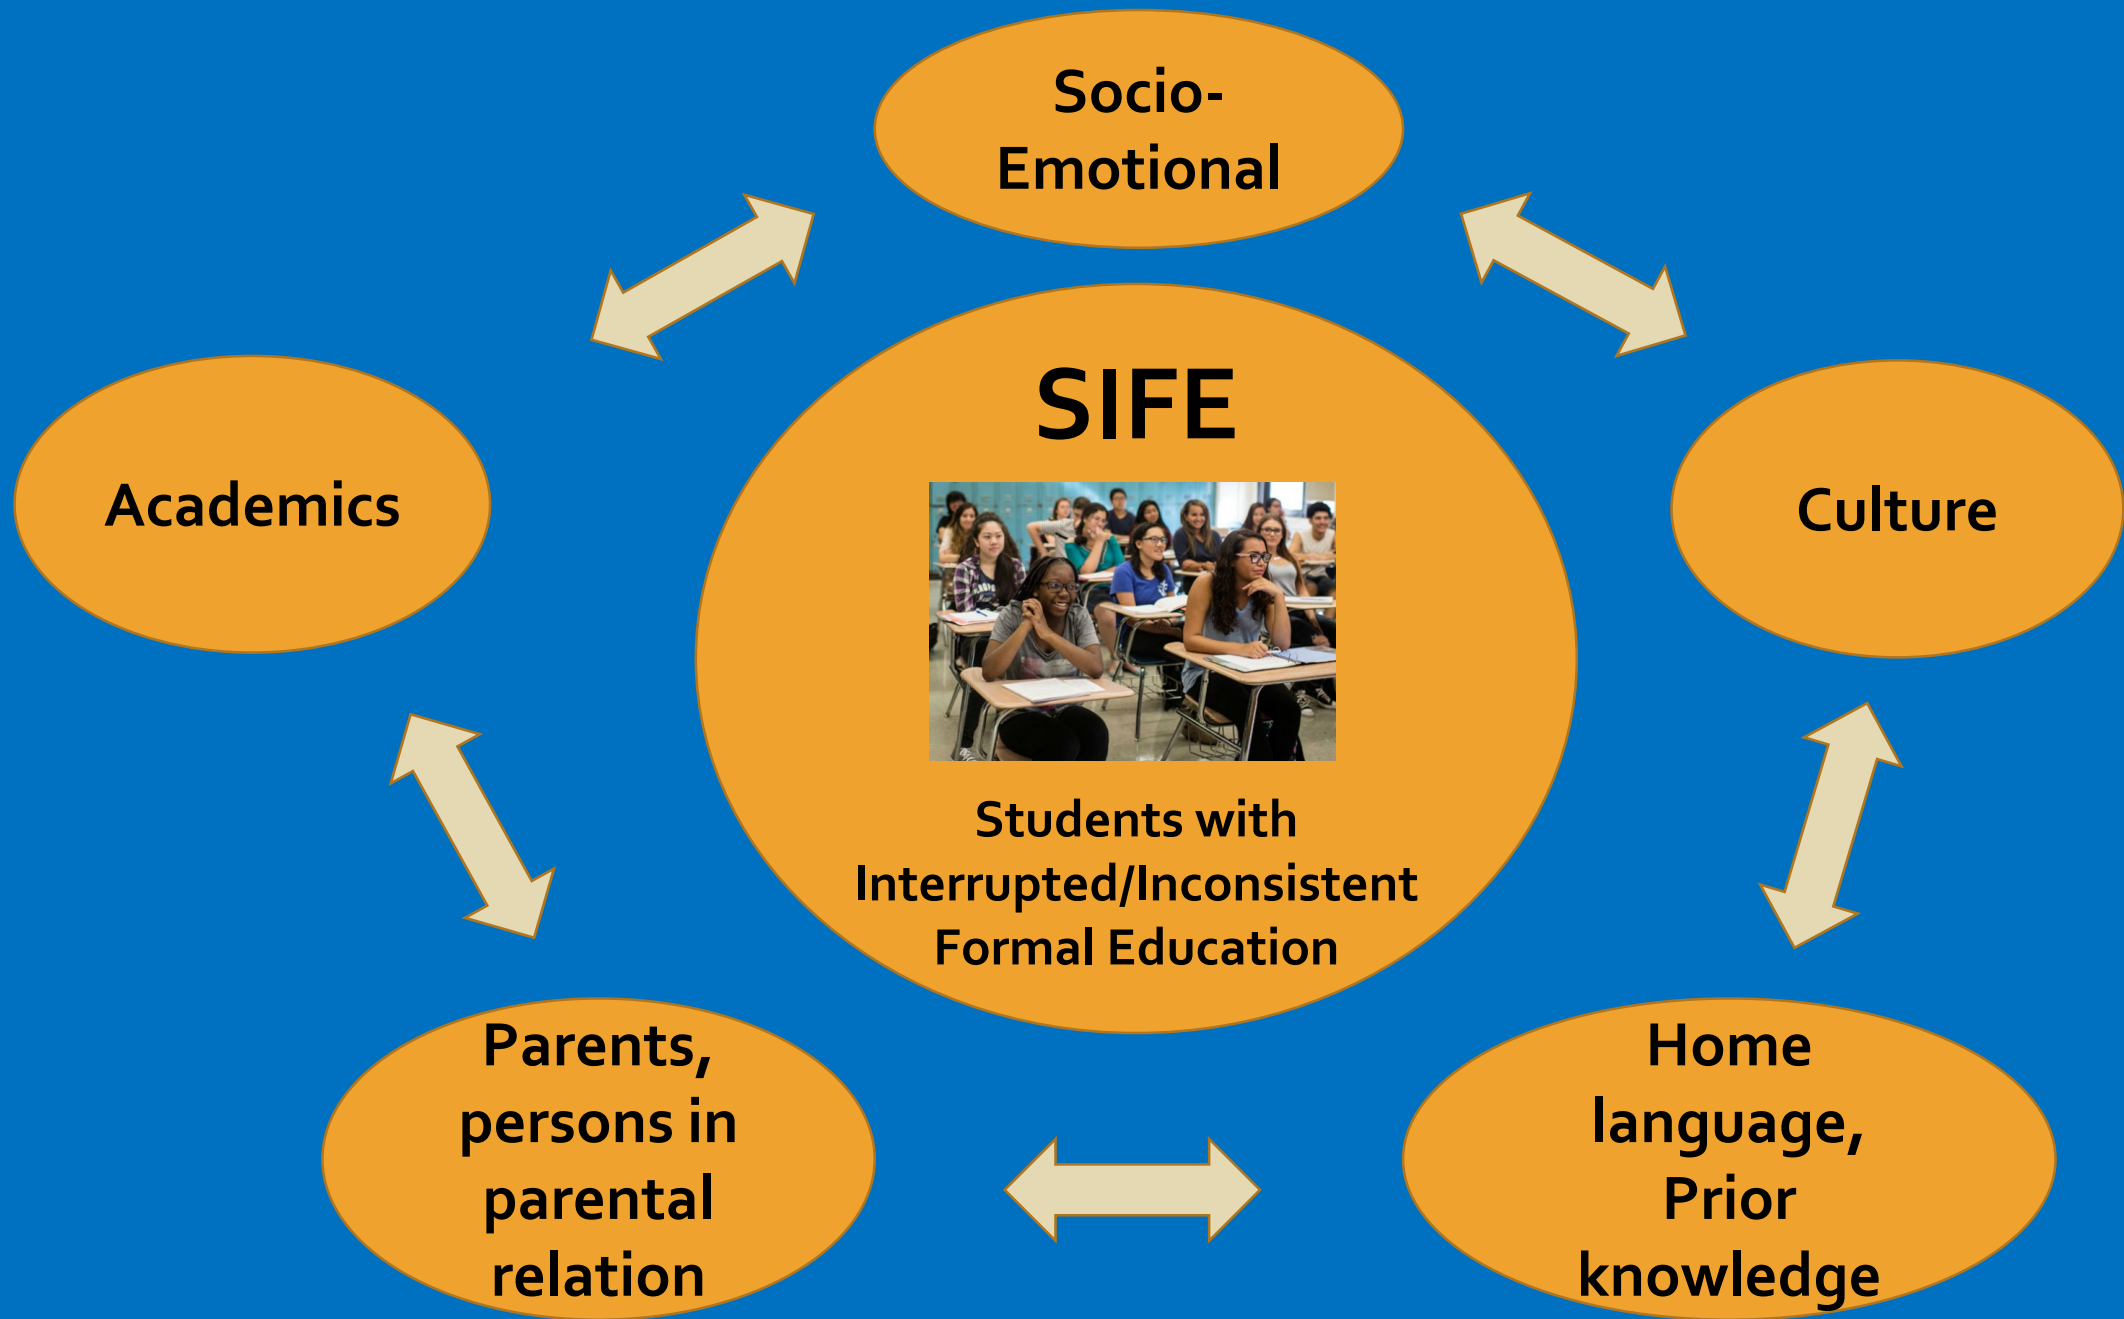 Socio-
Emotional
SIFE
Academics
Culture
Students with
Interrupted/Inconsistent
Formal Education
Parents,
persons in
parental
relation
Home
language,
Prior
knowledge